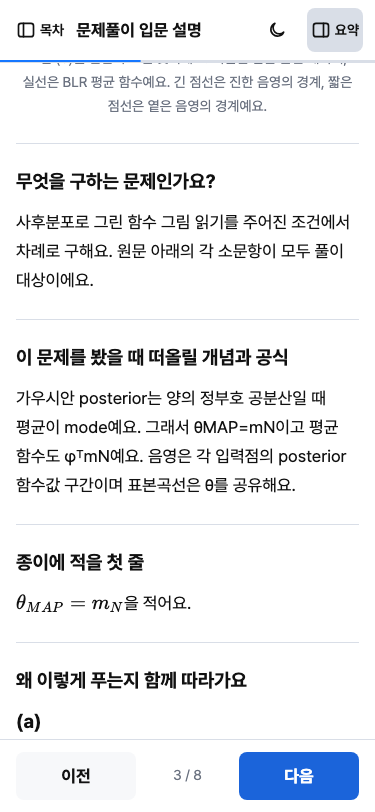 목차 문제풀이 입문 설명 요약
실선은 BLR 평균 함수예요. 긴 점선은 진한 음영의 경계, 짧은
점선은 옅은 음영의 경계예요.
무엇을 구하는 문제인가요?
사후분포로 그린 함수 그림 읽기를 주어진 조건에서
차례로 구해요. 원문 아래의 각 소문항이 모두 풀이
대상이에요.
이 문제를 봤을 때 떠올릴 개념과 공식
가우시안 posterior는 양의 정부호 공분산일 때
평균이 mode예요. 그래서 θMAP=mN이고 평균
함수도 φᵀmN예요. 음영은 각 입력점의 posterior
함수값 구간이며 표본곡선은 θ를 공유해요.
종이에 적을 첫 줄
θ_MAP = m_N을 적어요.
왜 이렇게 푸는지 함께 따라가요
(a)
이전 3 / 8 다음